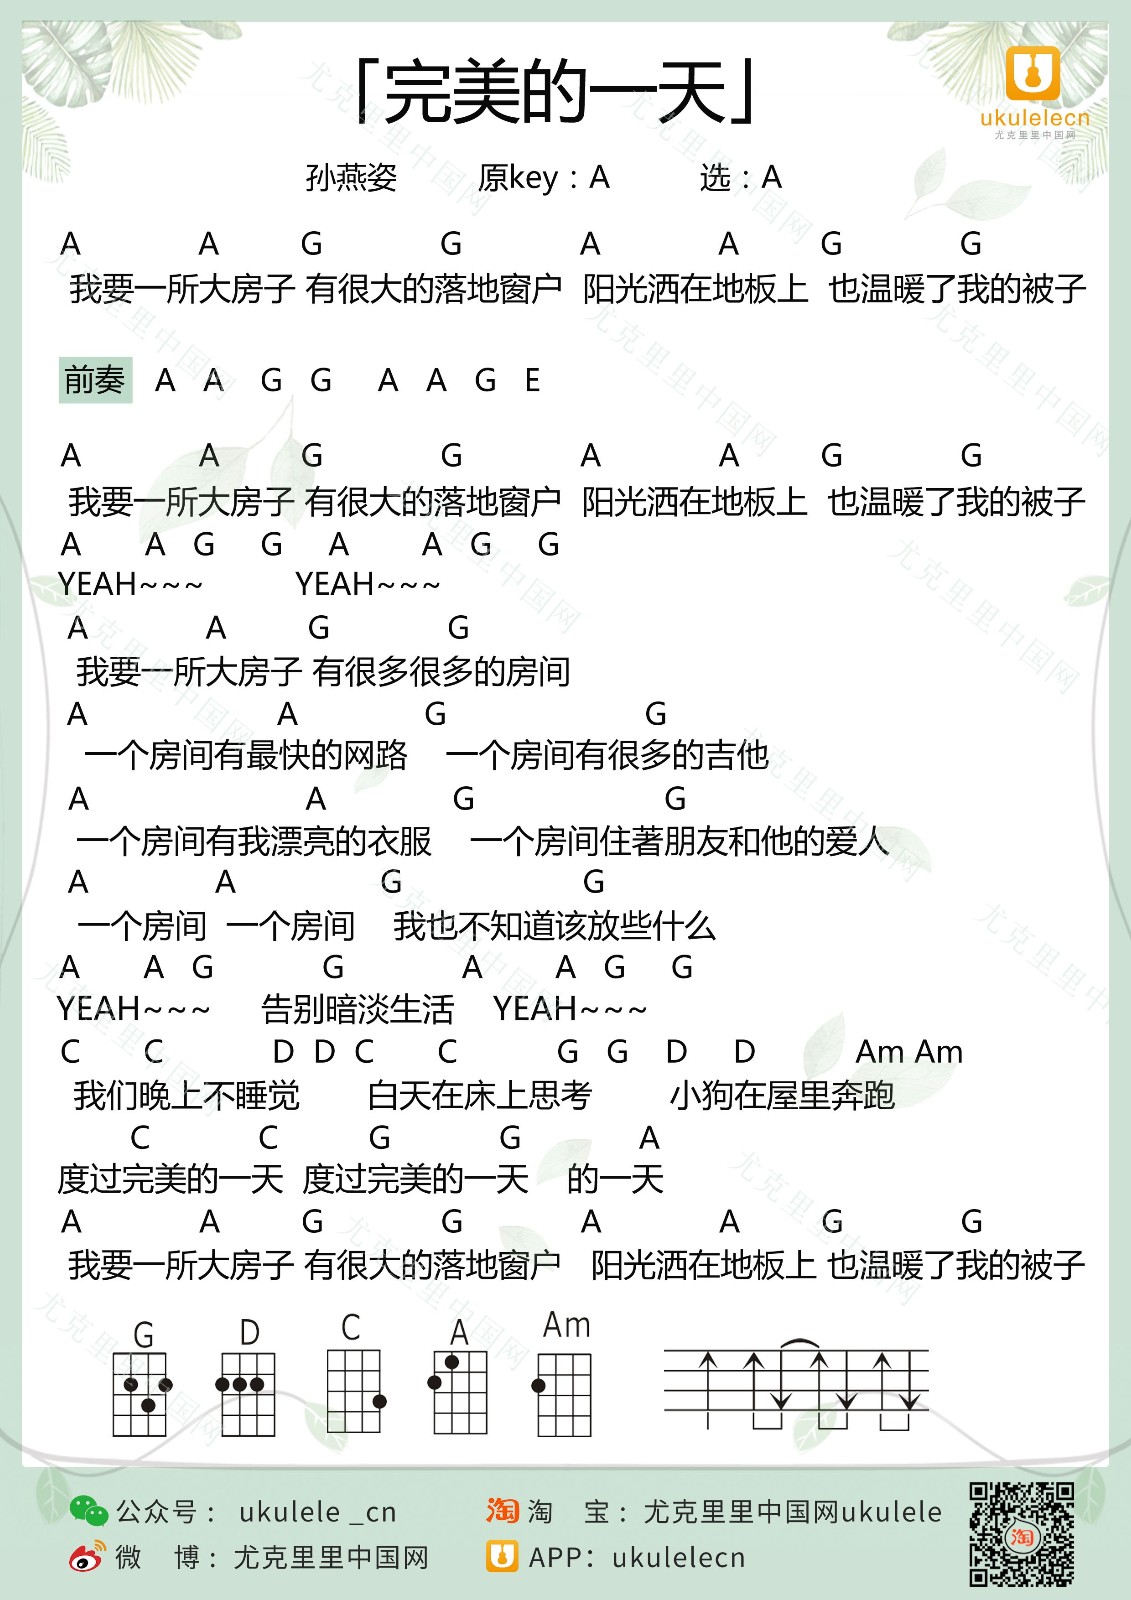 「完美的一天」
ukulelecn
尤克里里中国网
孙燕姿 原key：A 选：A
A A G G A A G G
我要一所大房子 有很大的落地窗户 阳光洒在地板上 也温暖了我的被子
前奏 A A G G A A G E
A A G G A A G G
我要一所大房子 有很大的落地窗户 阳光洒在地板上 也温暖了我的被子
A A G G A A G G
YEAH~~~ YEAH~~~
A A G G
我要一所大房子 有很多很多的房间
A A G G
一个房间有最快的网路 一个房间有很多的吉他
A A G G
一个房间有我漂亮的衣服 一个房间住著朋友和他的爱人
A A G G
一个房间 一个房间 我也不知道该放些什么
A A G G A A G G
YEAH~~~ 告别暗淡生活 YEAH~~~
C C D D C C G G D D Am Am
我们晚上不睡觉 白天在床上思考 小狗在屋里奔跑
C C G G A
度过完美的一天 度过完美的一天 的一天
A A G G A A G G
我要一所大房子 有很大的落地窗户 阳光洒在地板上 也温暖了我的被子
G D C A Am
公众号： ukulele _cn 淘 淘 宝：尤克里里中国网ukulele
微 博：尤克里里中国网 APP：ukulelecn
淘